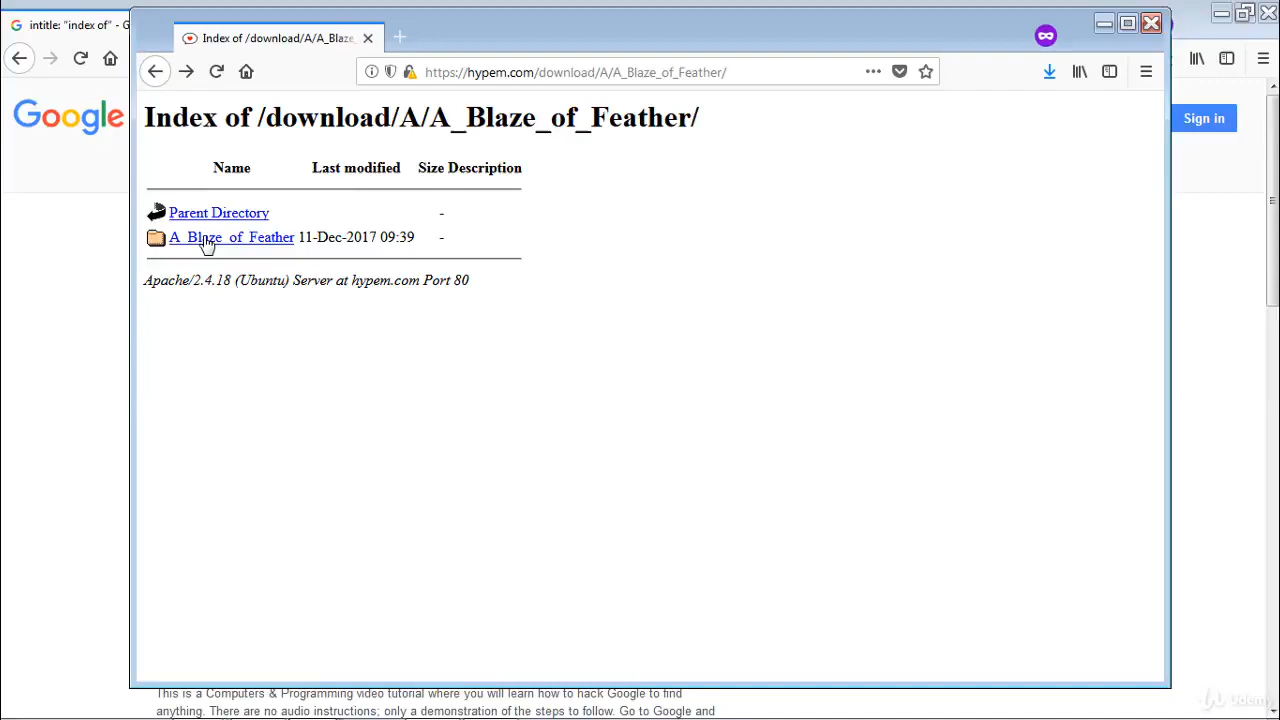 intitle: "index of" - G
Index of /download/A/A_Blaze_
https://hypem.com/download/A/A_Blaze_of_Feather/
Google
Sign in
Index of /download/A/A_Blaze_of_Feather/
Name Last modified Size Description
Parent Directory -
A_Blaze_of_Feather 11-Dec-2017 09:39 -
Apache/2.4.18 (Ubuntu) Server at hypem.com Port 80
This is a Computers & Programming video tutorial where you will learn how to hack Google to find
anything. There are no audio instructions; only a demonstration of the steps to follow. Go to Google and
Udemy